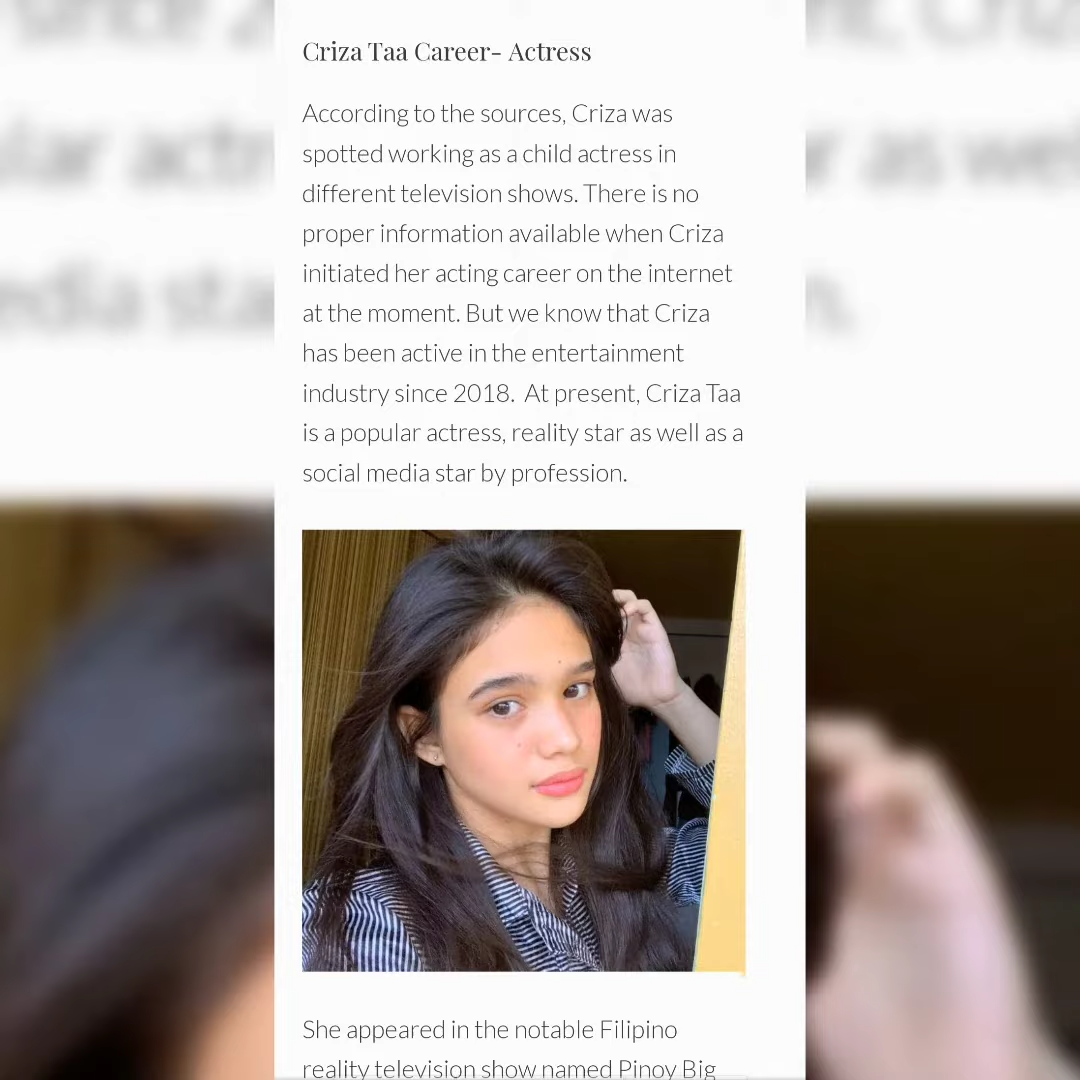 Criza Taa Career- Actress
According to the sources, Criza was
spotted working as a child actress in
different television shows. There is no
proper information available when Criza
initiated her acting career on the internet
at the moment. But we know that Criza
has been active in the entertainment
industry since 2018.  At present, Criza Taa
is a popular actress, reality star as well as a
social media star by profession.
She appeared in the notable Filipino
reality television show named Pinoy Big